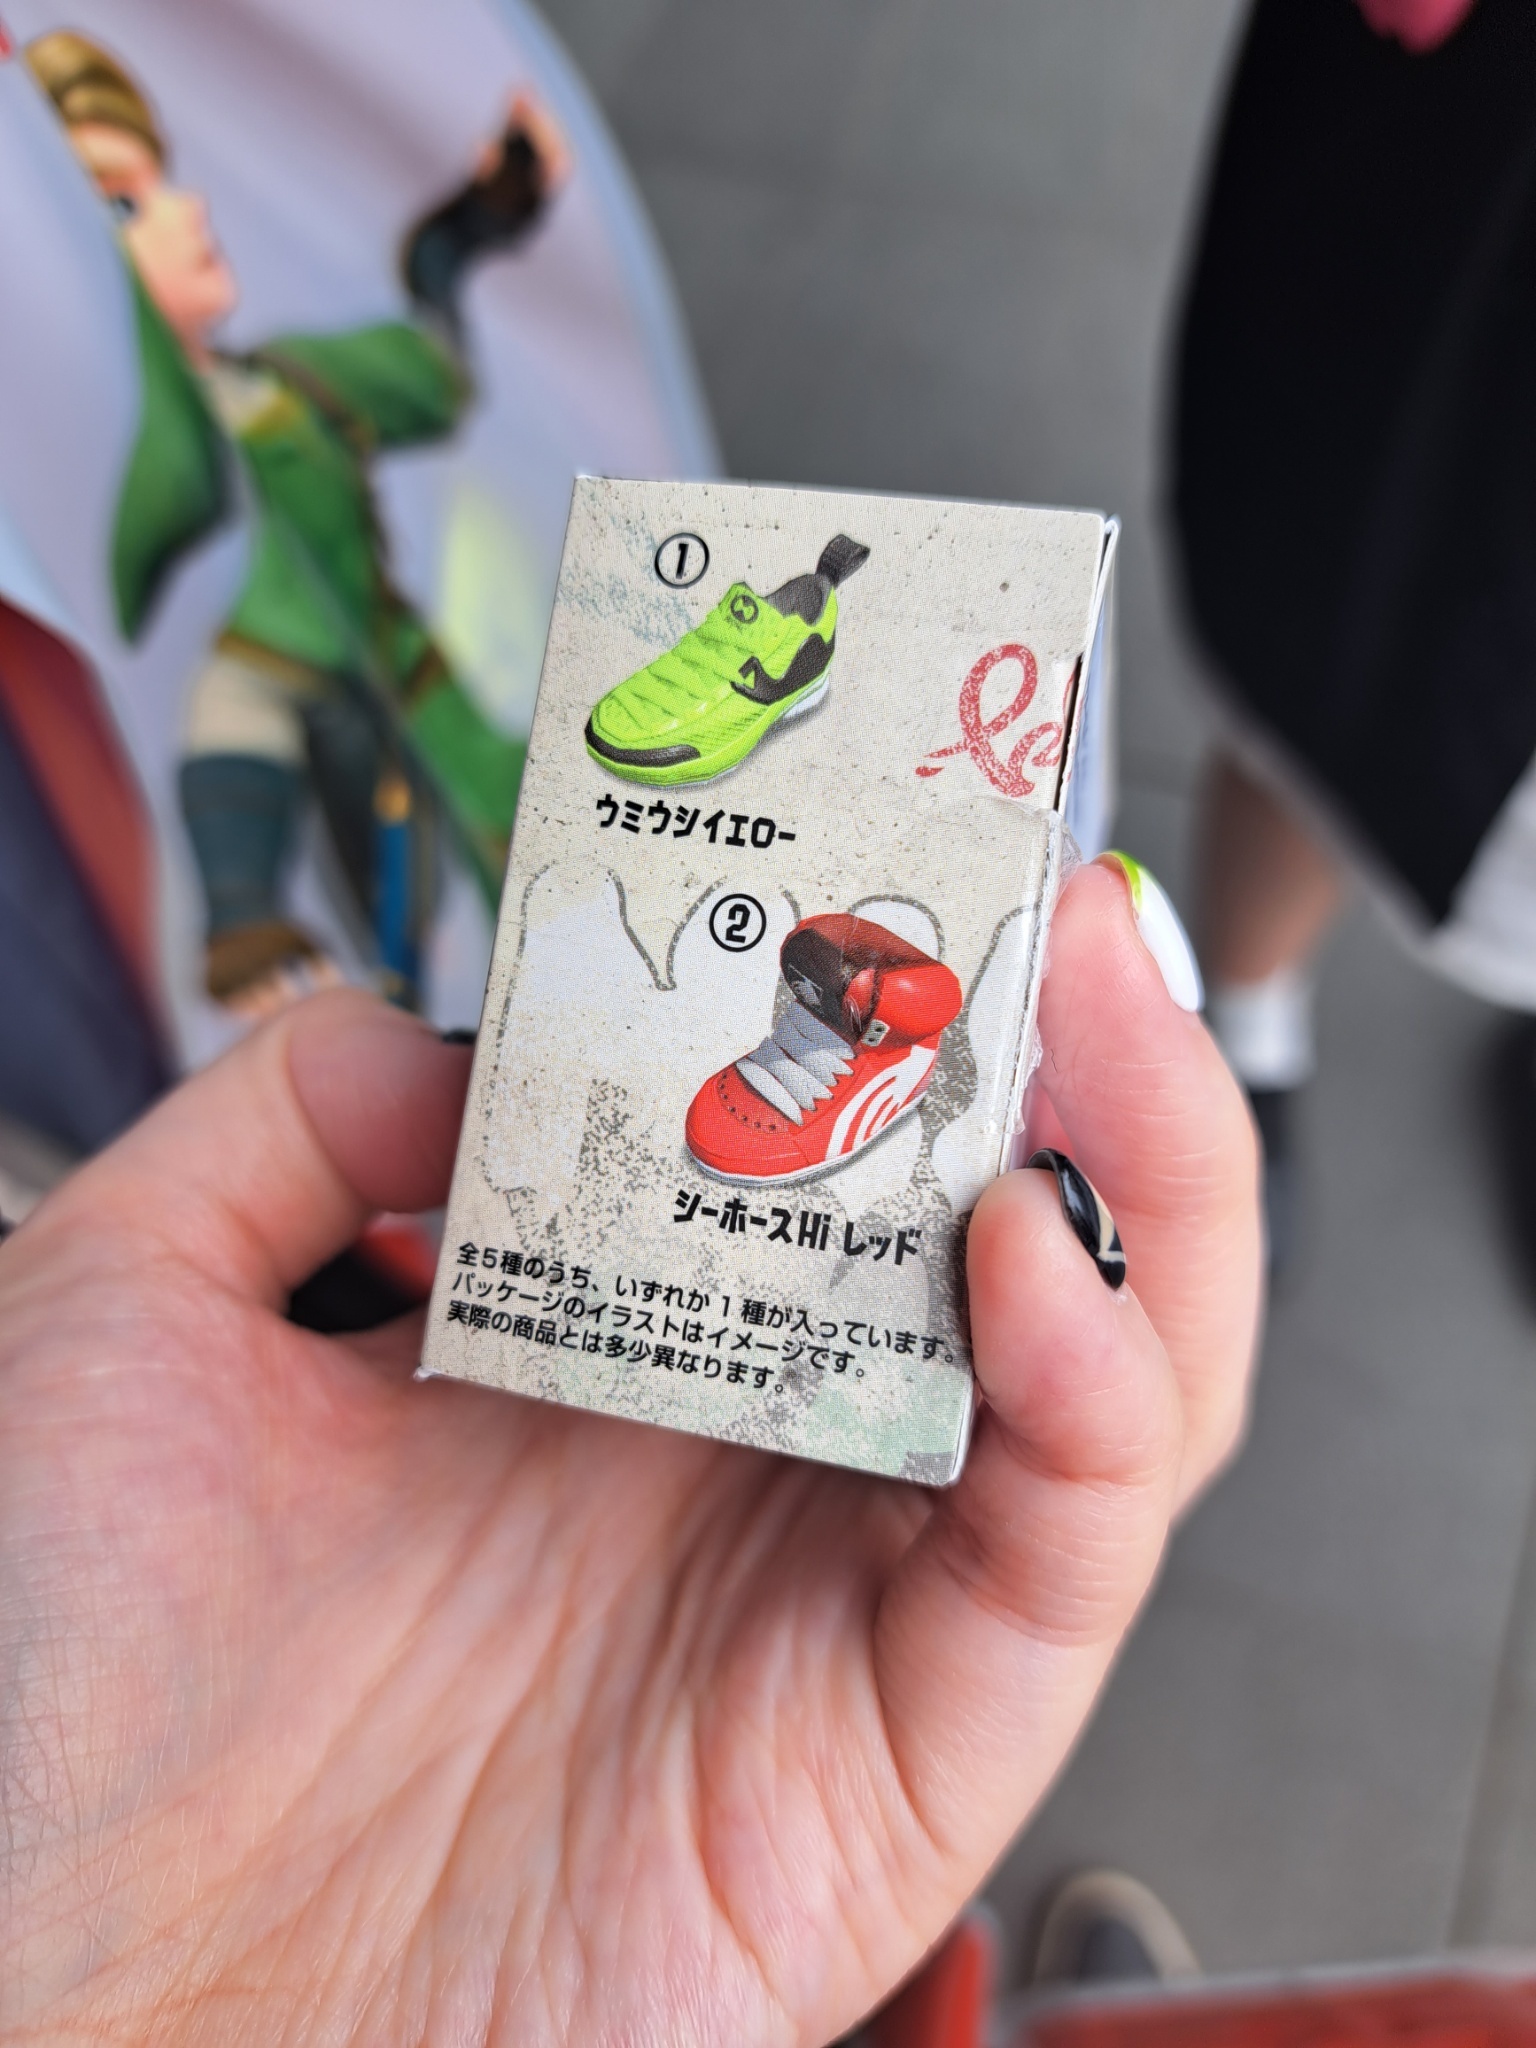 ①
ウミウシイエロー
②
シーホースHi レッド
全5種のうち、いずれか1種が入っています。
パッケージのイラストはイメージです。
実際の商品とは多少異なります。